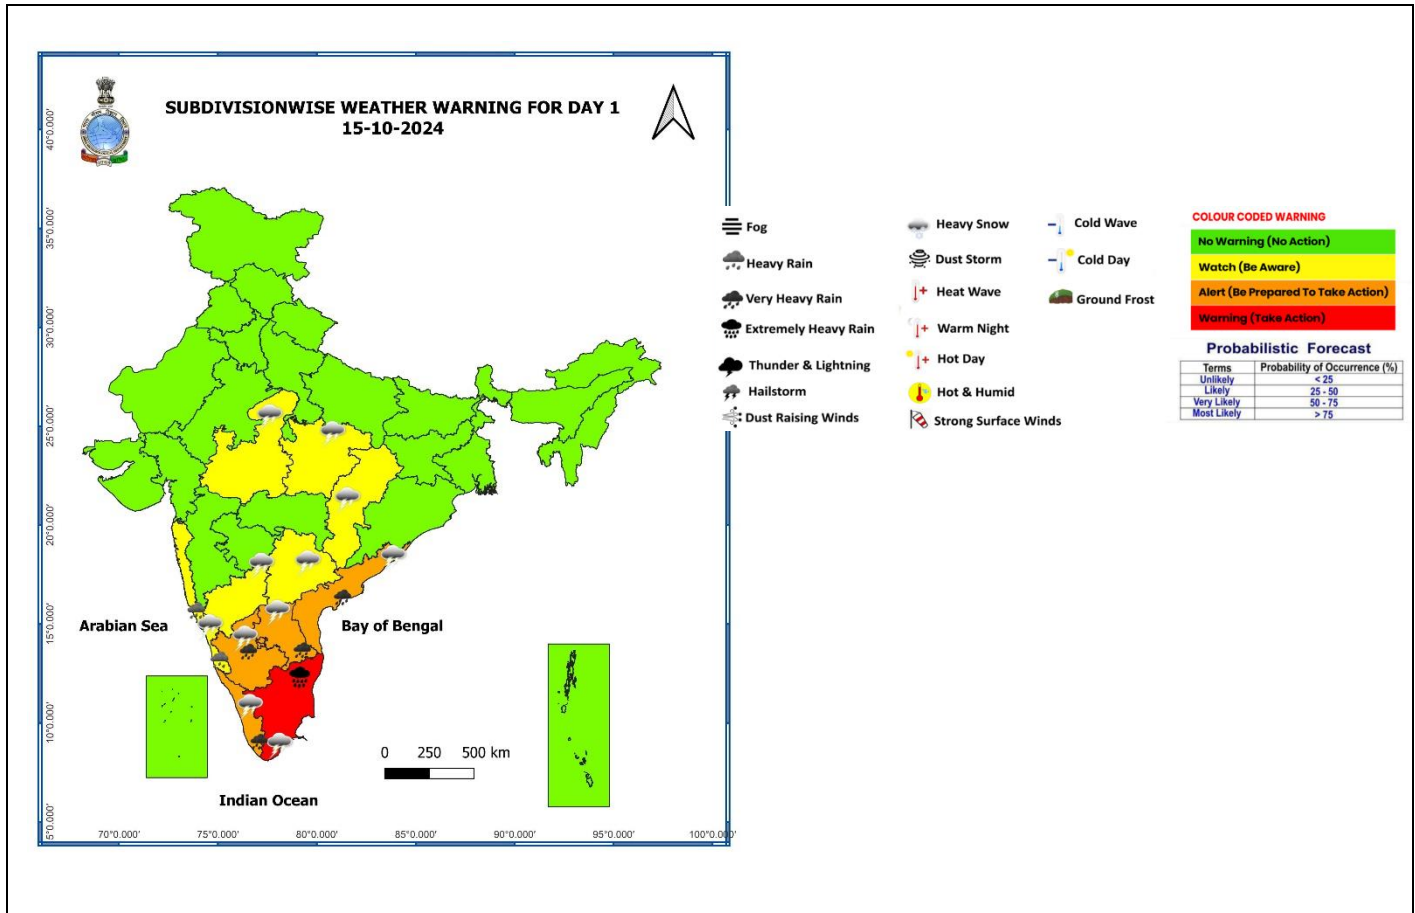 SUBDIVISIONWISE WEATHER WARNING FOR DAY 1
15-10-2024
40°0.000'
35°0.000'
30°0.000'
25°0.000'
20°0.000'
15°0.000'
10°0.000'
5°0.000'
Arabian Sea
Bay of Bengal
0 250 500 km
Indian Ocean
70°0.000' 75°0.000' 80°0.000' 85°0.000' 90°0.000' 95°0.000' 100°0.000'
Fog
Heavy Rain
Very Heavy Rain
Extremely Heavy Rain
Thunder & Lightning
Hailstorm
Dust Raising Winds
Heavy Snow
Dust Storm
Heat Wave
Warm Night
Hot Day
Hot & Humid
Strong Surface Winds
Cold Wave
Cold Day
Ground Frost
COLOUR CODED WARNING
No Warning (No Action)
Watch (Be Aware)
Alert (Be Prepared To Take Action)
Warning (Take Action)
Probabilistic Forecast
Terms Probability of Occurrence (%)
Unlikely < 25
Likely 25 - 50
Very Likely 50 - 75
Most Likely > 75